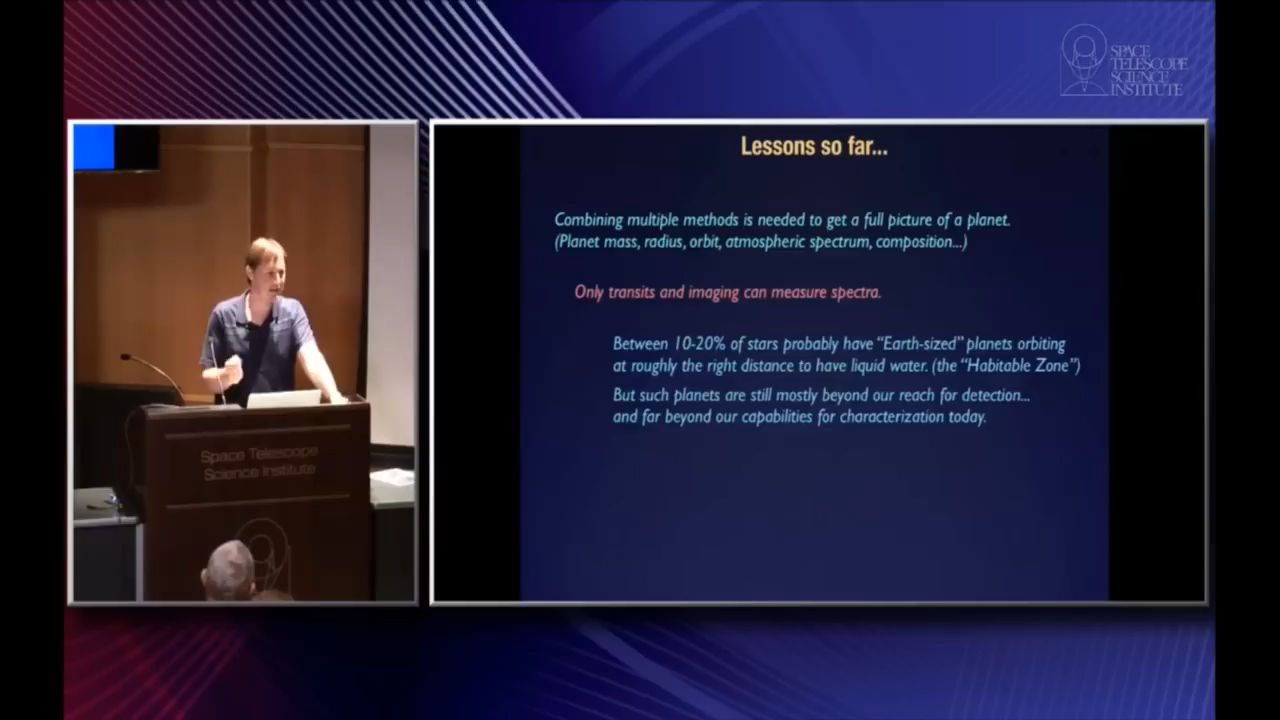 SPACE
TELESCOPE
SCIENCE
INSTITUTE
Lessons so far...
Combining multiple methods is needed to get a full picture of a planet.
(Planet mass, radius, orbit, atmospheric spectrum, composition...)
Only transits and imaging can measure spectra.
Between 10-20% of stars probably have “Earth-sized” planets orbiting
at roughly the right distance to have liquid water. (the “Habitable Zone”)
But such planets are still mostly beyond our reach for detection...
and far beyond our capabilities for characterization today.
Space Telescope
Science Institute